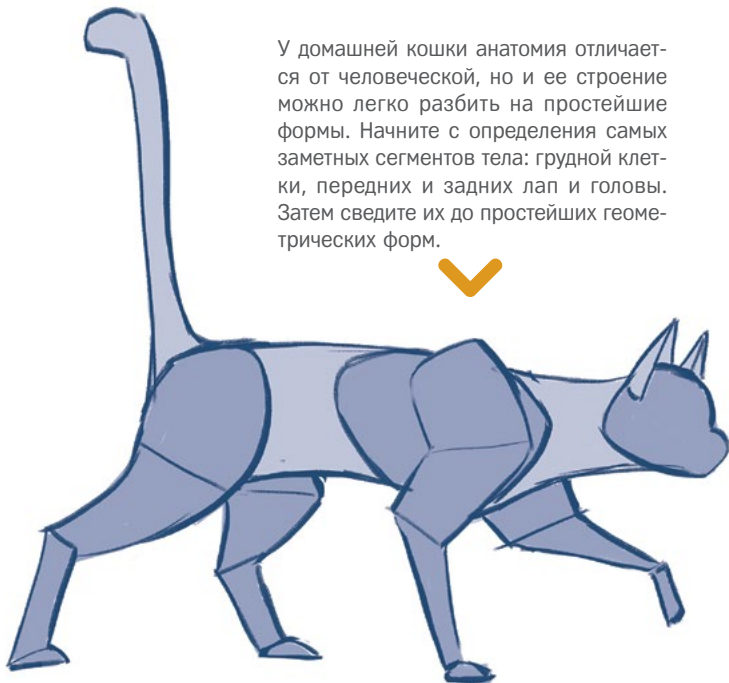 У домашней кошки анатомия отличает-
ся от человеческой, но и ее строение
можно легко разбить на простейшие
формы. Начните с определения самых
заметных сегментов тела: грудной клет-
ки, передних и задних лап и головы.
Затем сведите их до простейших геоме-
трических форм.